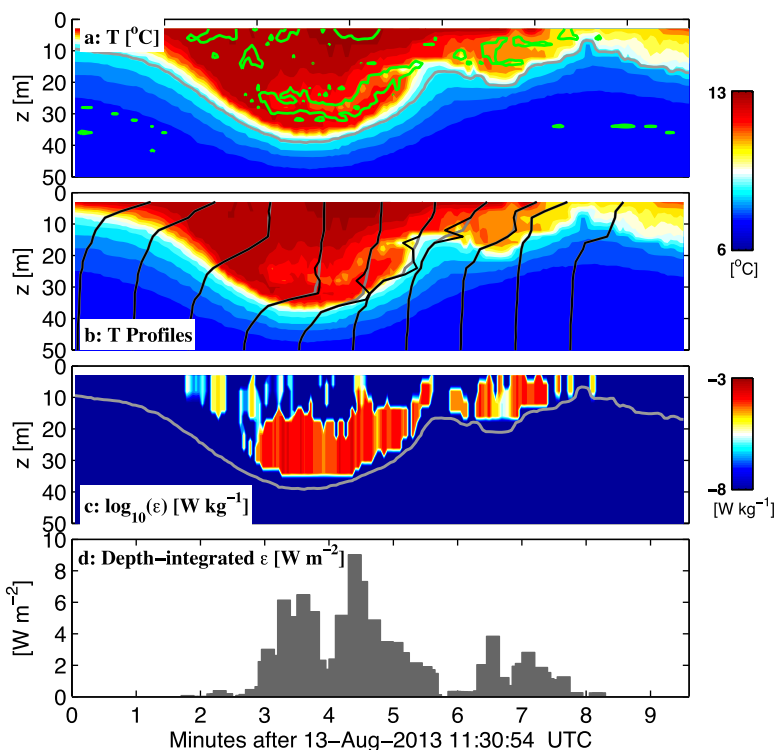 0
10
20
30
40
50
z [m]
a: T [°C]
13
6
[°C]
0
10
20
30
40
50
z [m]
b: T Profiles
0
10
20
30
40
50
z [m]
c: log₁₀(ε) [W kg⁻¹]
−3
−8
[W kg⁻¹]
d: Depth−integrated ε [W m⁻²]
10
8
6
4
2
0
[W m⁻²]
0 1 2 3 4 5 6 7 8 9
Minutes after 13−Aug−2013 11:30:54 UTC